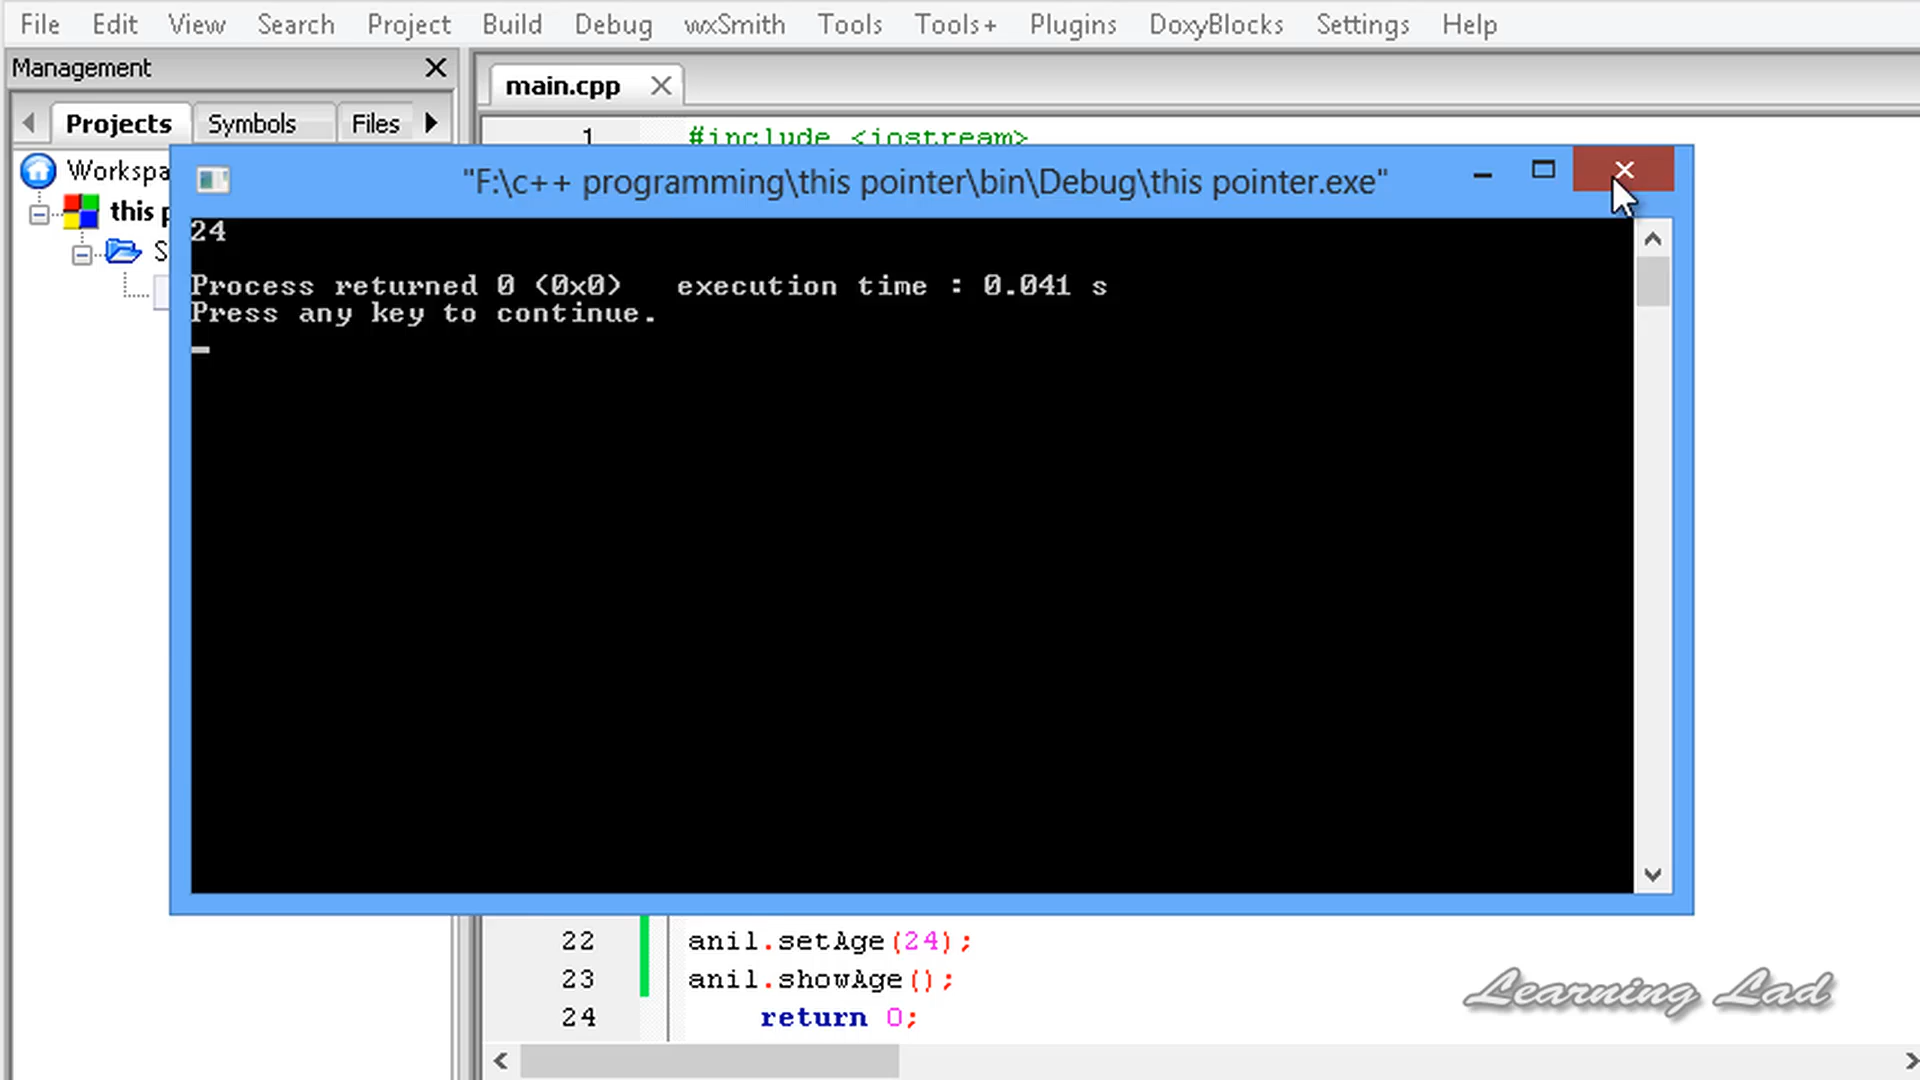 File Edit View Search Project Build Debug wxSmith Tools Tools+ Plugins DoxyBlocks Settings Help
Management
main.cpp
Projects Symbols Files
1 #include <iostream>
Workspa
this p
S
"F:\c++ programming\this pointer\bin\Debug\this pointer.exe"
24
Process returned 0 (0x0)   execution time : 0.041 s
Press any key to continue.
22 anil.setAge(24);
23 anil.showAge();
24 return 0;
Learning Lad